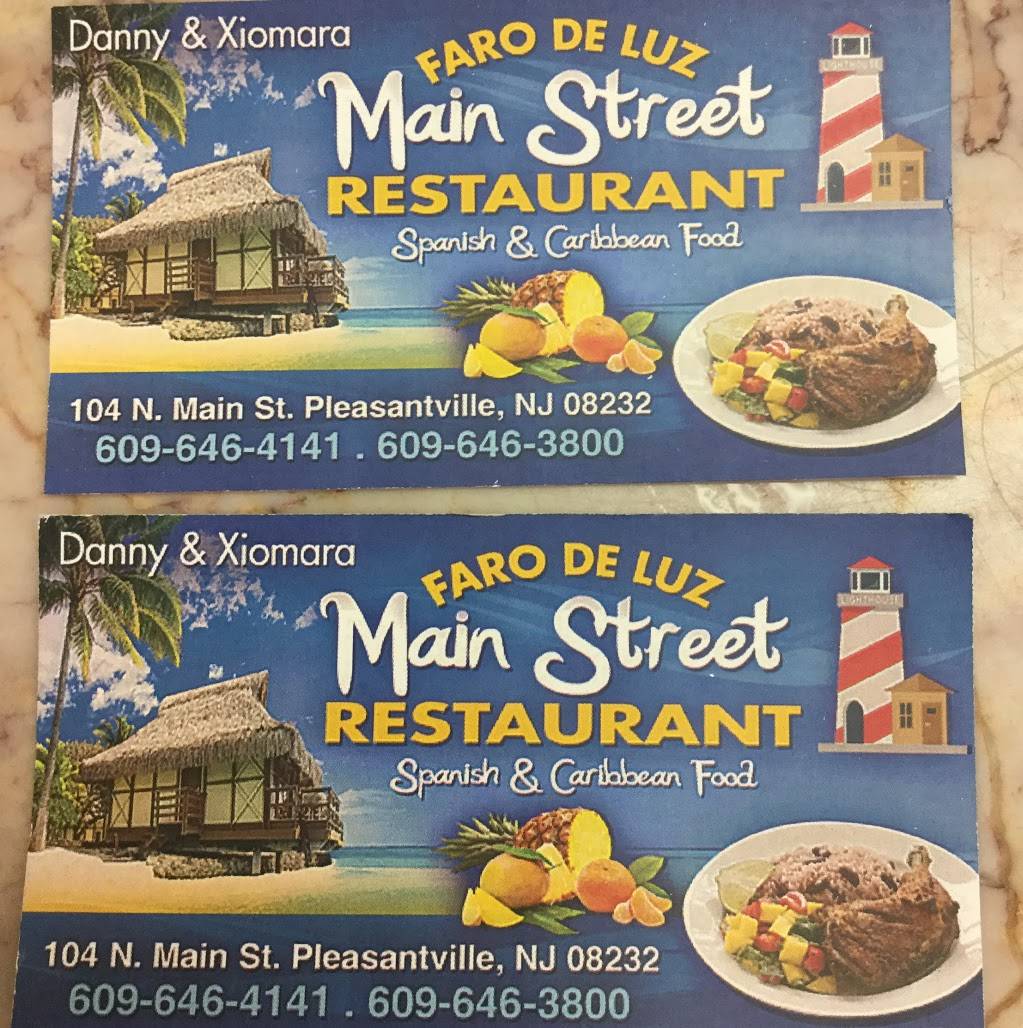 Danny & Xiomara
FARO DE LUZ
Main Street
RESTAURANT
Spanish & Caribbean Food
LIGHTHOUSE
104 N. Main St. Pleasantville, NJ 08232
609-646-4141 . 609-646-3800
Danny & Xiomara
FARO DE LUZ
Main Street
RESTAURANT
Spanish & Caribbean Food
LIGHTHOUSE
104 N. Main St. Pleasantville, NJ 08232
609-646-4141 . 609-646-3800